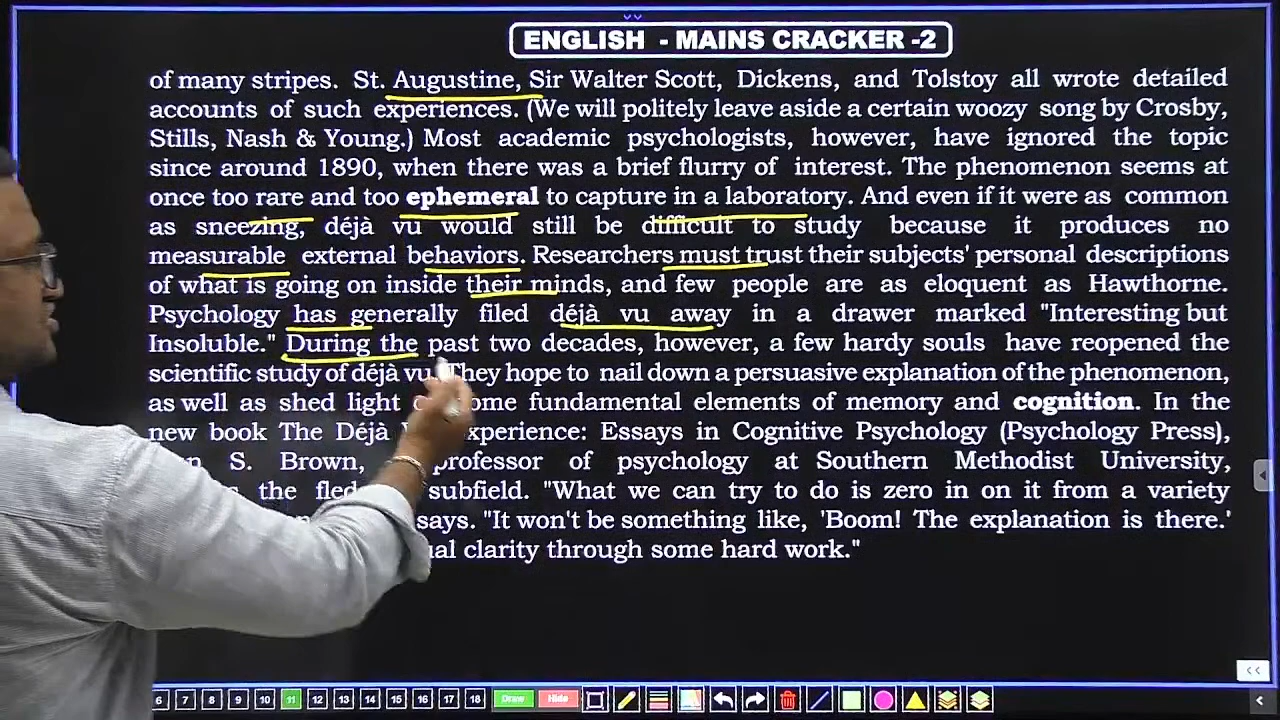 ENGLISH - MAINS CRACKER -2
of many stripes. St. Augustine, Sir Walter Scott, Dickens, and Tolstoy all wrote detailed
accounts of such experiences. (We will politely leave aside a certain woozy song by Crosby,
Stills, Nash & Young.) Most academic psychologists, however, have ignored the topic
since around 1890, when there was a brief flurry of interest. The phenomenon seems at
once too rare and too ephemeral to capture in a laboratory. And even if it were as common
as sneezing, déjà vu would still be difficult to study because it produces no
measurable external behaviors. Researchers must trust their subjects' personal descriptions
of what is going on inside their minds, and few people are as eloquent as Hawthorne.
Psychology has generally filed déjà vu away in a drawer marked "Interesting but
Insoluble." During the past two decades, however, a few hardy souls have reopened the
scientific study of déjà vu. They hope to nail down a persuasive explanation of the phenomenon,
as well as shed light some fundamental elements of memory and cognition. In the
new book The Déjà experience: Essays in Cognitive Psychology (Psychology Press),
S. Brown, professor of psychology at Southern Methodist University,
the subfield. "What we can try to do is zero in on it from a variety
says. "It won't be something like, 'Boom! The explanation is there.'
clarity through some hard work."
6 7 8 9 10 11 12 13 14 15 16 17 18 Draw Hide